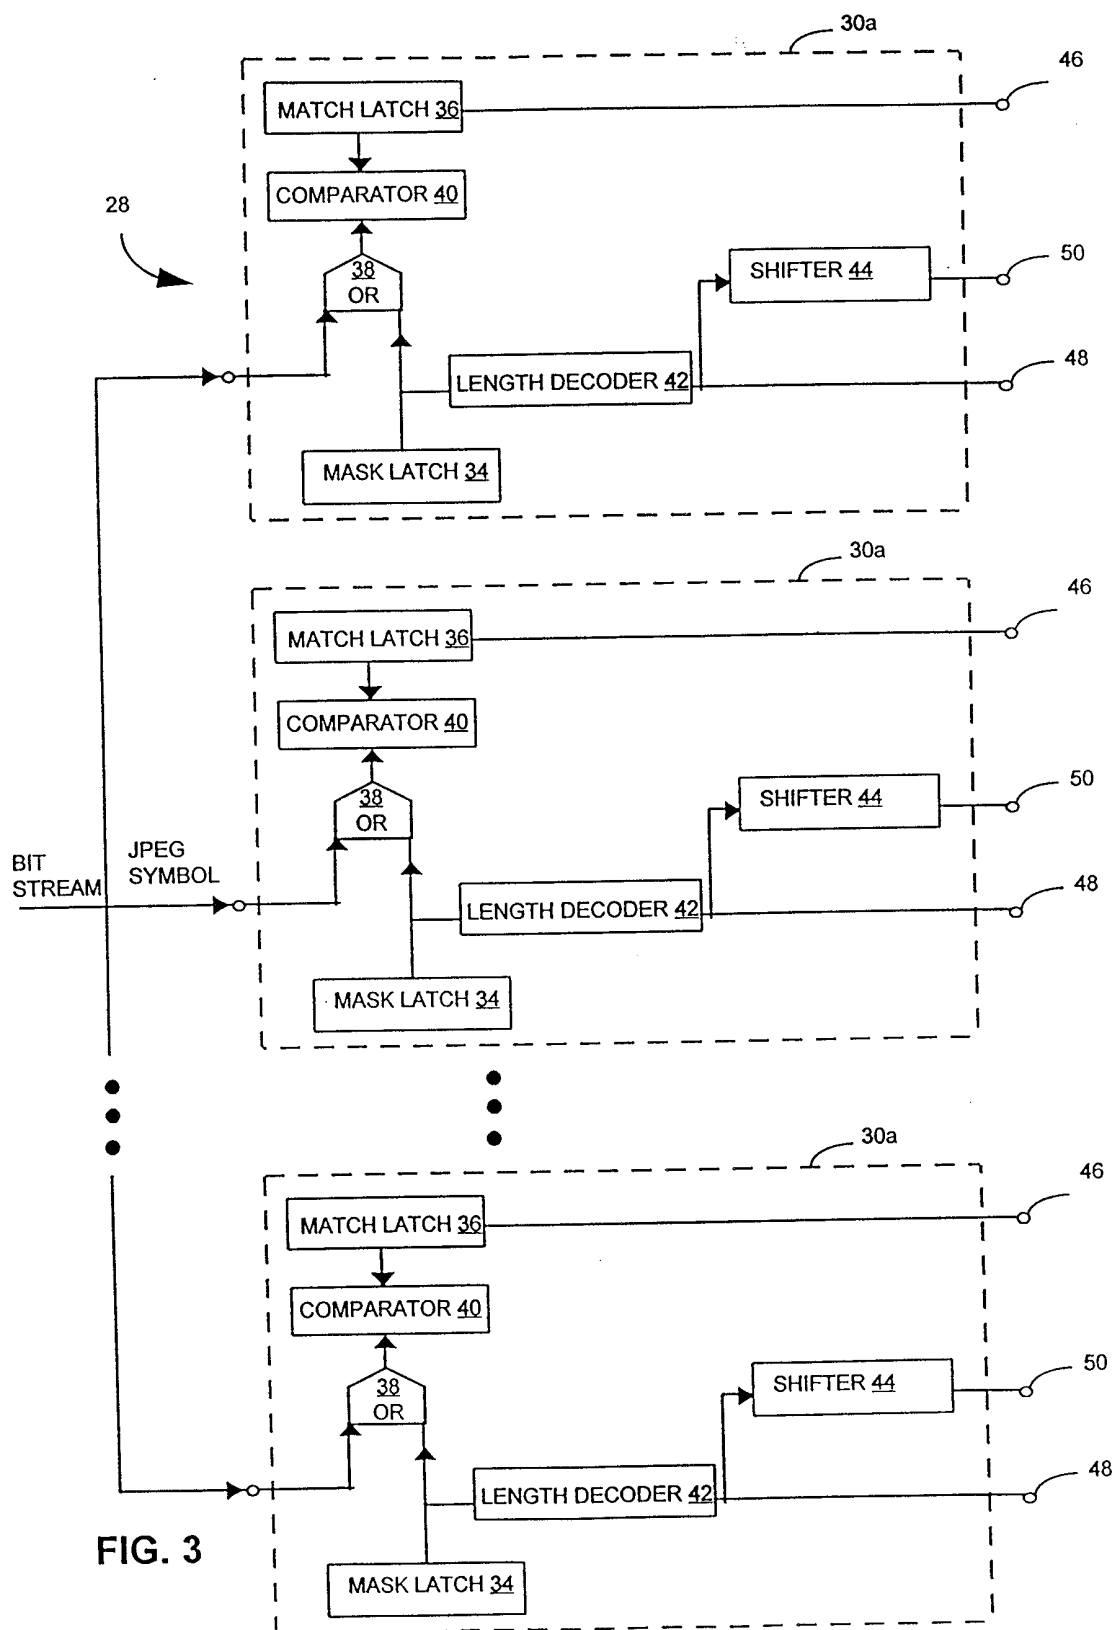 30a
46
MATCH LATCH 36
COMPARATOR 40
28
38
OR
SHIFTER 44
50
48
LENGTH DECODER 42
MASK LATCH 34
30a
46
MATCH LATCH 36
COMPARATOR 40
38
OR
SHIFTER 44
50
BIT
STREAM
JPEG
SYMBOL
48
LENGTH DECODER 42
MASK LATCH 34
30a
46
MATCH LATCH 36
COMPARATOR 40
38
OR
SHIFTER 44
50
48
LENGTH DECODER 42
FIG. 3
MASK LATCH 34